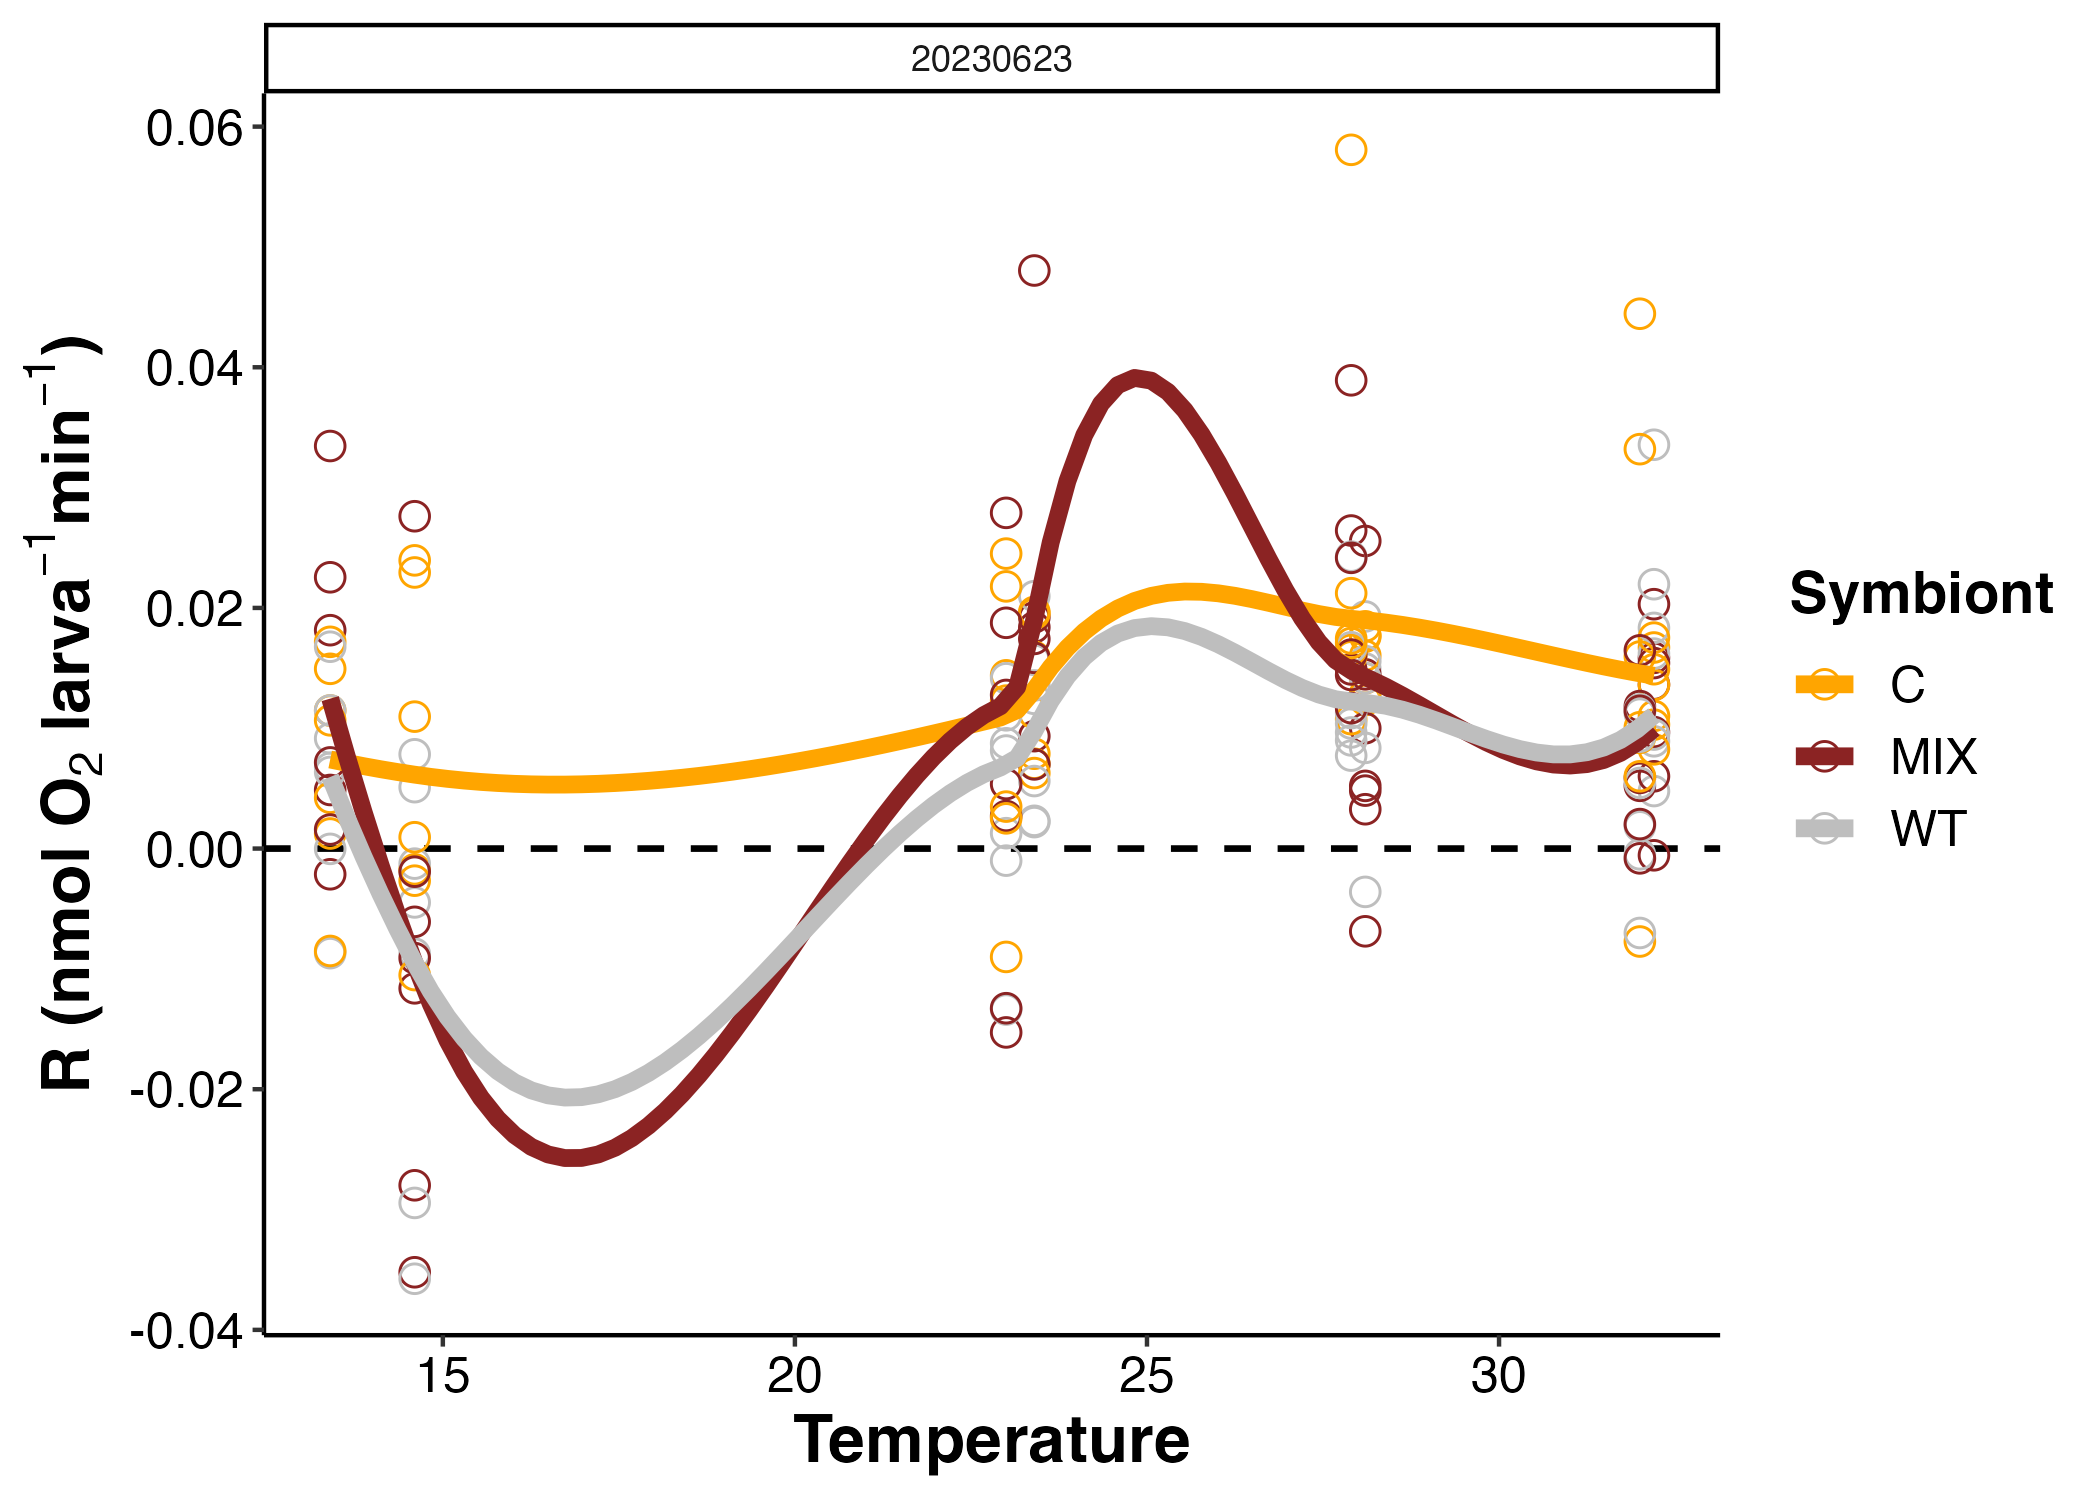 20230623
0.06
0.04
0.02
0.00
-0.02
-0.04
R (nmol O₂ larva⁻¹min⁻¹)
15 20 25 30
Temperature
Symbiont
C
MIX
WT